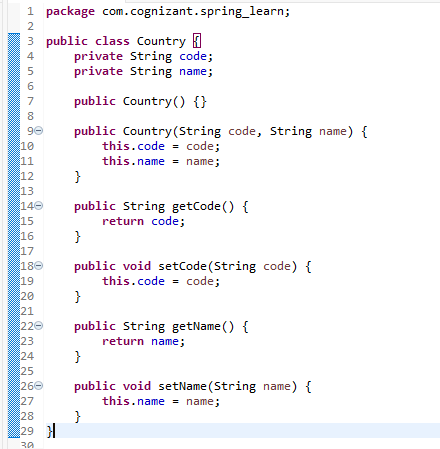 1 package com.cognizant.spring_learn;
2
3 public class Country {
4     private String code;
5     private String name;
6
7     public Country() {}
8
9     public Country(String code, String name) {
10         this.code = code;
11         this.name = name;
12     }
13
14     public String getCode() {
15         return code;
16     }
17
18     public void setCode(String code) {
19         this.code = code;
20     }
21
22     public String getName() {
23         return name;
24     }
25
26     public void setName(String name) {
27         this.name = name;
28     }
29 }
30